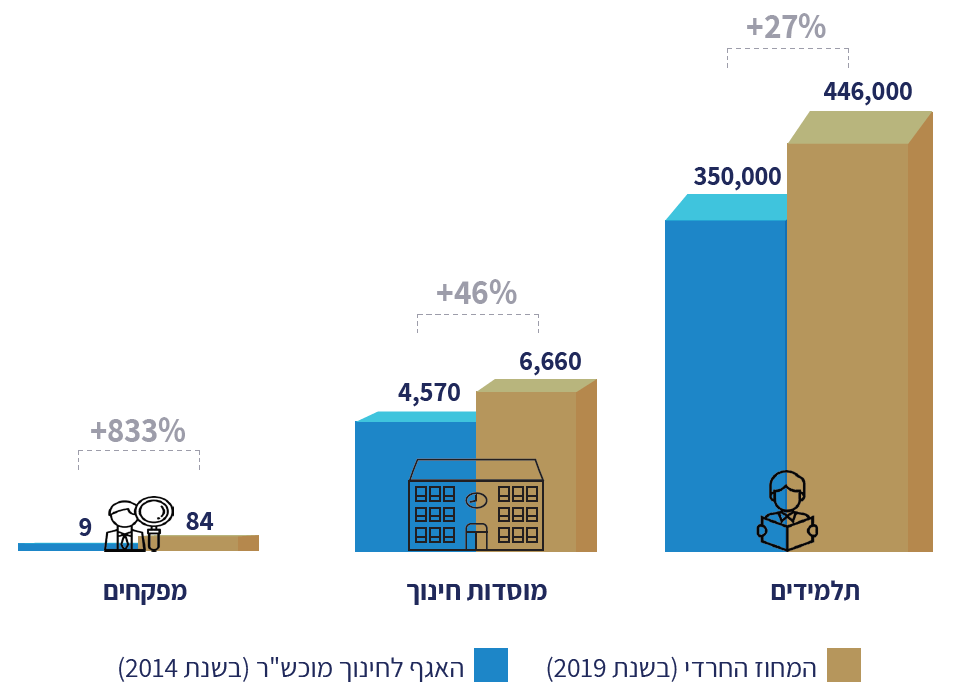 +27%
446,000
350,000
+46%
6,660
4,570
+833%
84
9
תלמידים
מוסדות חינוך
מפקחים
המחוז החרדי (בשנת 2019)
האגף לחינוך מוכש"ר (בשנת 2014)